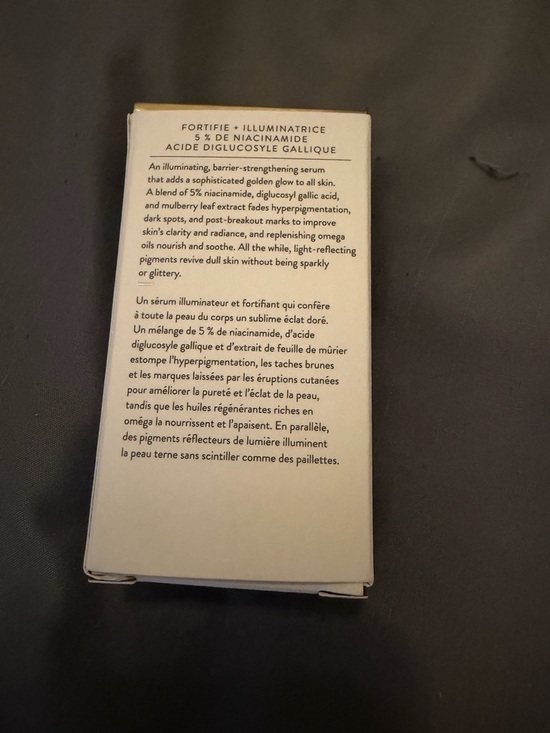 FORTIFIE + ILLUMINATRICE
5 % DE NIACINAMIDE
ACIDE DIGLUCOSYLE GALLIQUE
An illuminating, barrier-strengthening serum
that adds a sophisticated golden glow to all skin.
A blend of 5% niacinamide, diglucosyl gallic acid,
and mulberry leaf extract fades hyperpigmentation,
dark spots, and post-breakout marks to improve
skin's clarity and radiance, and replenishing omega
oils nourish and soothe. All the while, light-reflecting
pigments revive dull skin without being sparkly
or glittery.
Un sérum illuminateur et fortifiant qui confère
à toute la peau du corps un sublime éclat doré.
Un mélange de 5 % de niacinamide, d'acide
diglucosyle gallique et d'extrait de feuille de mûrier
estompe l'hyperpigmentation, les taches brunes
et les marques laissées par les éruptions cutanées
pour améliorer la pureté et l'éclat de la peau,
tandis que les huiles régénérantes riches en
oméga la nourrissent et l'apaisent. En parallèle,
des pigments réflecteurs de lumière illuminent
la peau terne sans scintiller comme des paillettes.